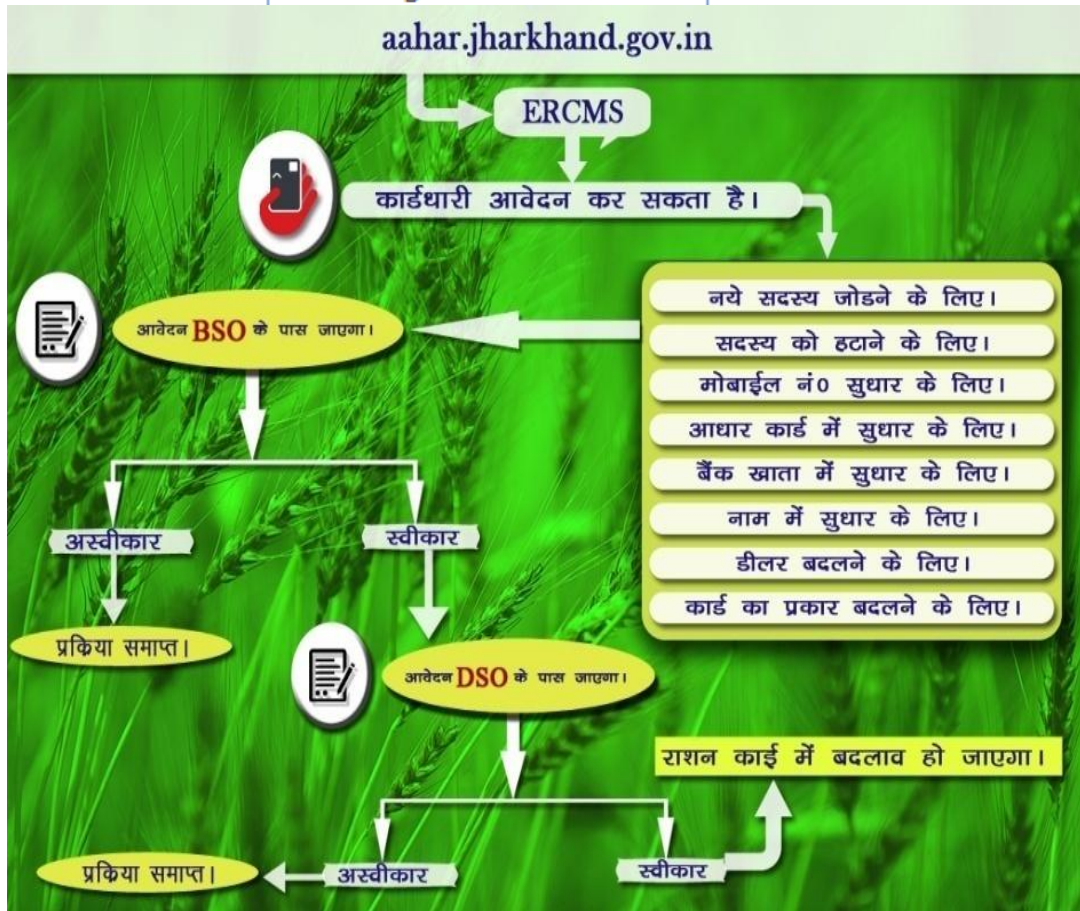 aahar.jharkhand.gov.in
ERCMS
कार्डधारी आवेदन कर सकता है।
नये सदस्य जोडने के लिए।
सदस्य को हटाने के लिए।
मोबाईल नं0 सुधार के लिए।
आधार कार्ड में सुधार के लिए।
बैंक खाता में सुधार के लिए।
नाम में सुधार के लिए।
डीलर बदलने के लिए।
कार्ड का प्रकार बदलने के लिए।
आवेदन BSO के पास जाएगा।
अस्वीकार
स्वीकार
प्रकिया समाप्त।
आवेदन DSO के पास जाएगा।
राशन कार्ड में बदलाव हो जाएगा।
प्रकिया समाप्त।
अस्वीकार
स्वीकार